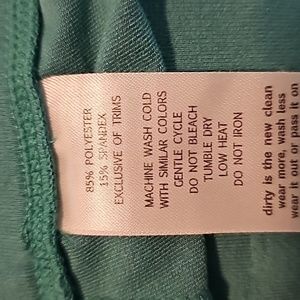 85% POLYESTER
15% SPANDEX
EXCLUSIVE OF TRIMS
MACHINE WASH COLD
WITH SIMILAR COLORS
GENTLE CYCLE
DO NOT BLEACH
TUMBLE DRY
LOW HEAT
DO NOT IRON
dirty is the new clean
wear more, wash less
wear it out or pass it on